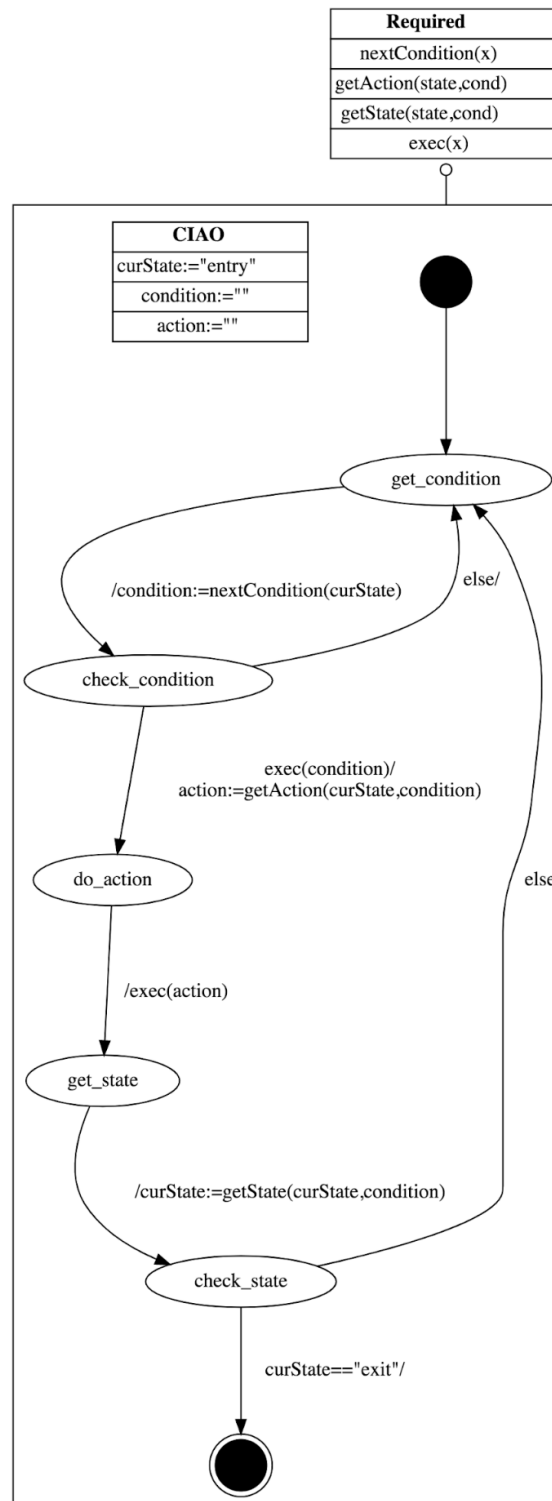 Required
nextCondition(x)
getAction(state,cond)
getState(state,cond)
exec(x)
CIAO
curState:="entry"
condition:=""
action:=""
get_condition
/condition:=nextCondition(curState)
else/
check_condition
exec(condition)/
action:=getAction(curState,condition)
do_action
else
/exec(action)
get_state
/curState:=getState(curState,condition)
check_state
curState=="exit"/